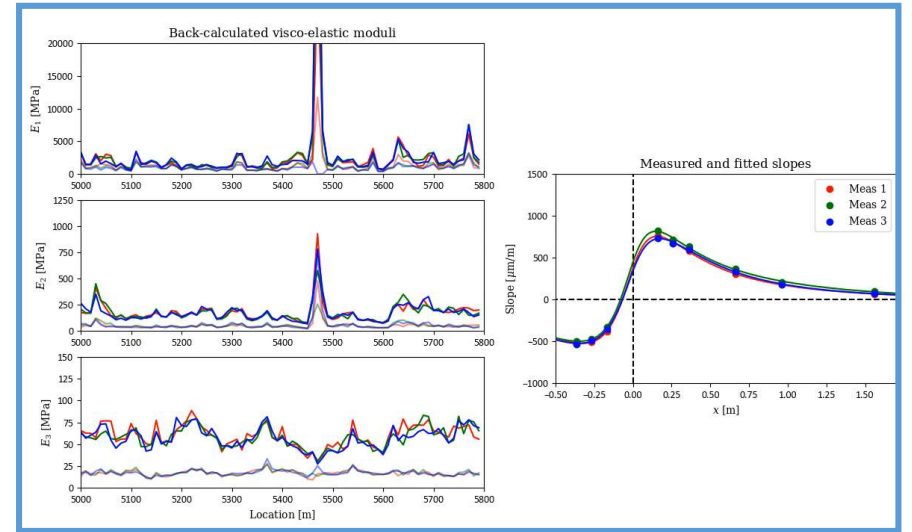 Back-calculated visco-elastic moduli
20000
15000
10000
5000
0
E₁ [MPa]
5000 5100 5200 5300 5400 5500 5600 5700 5800
1250
1000
750
500
250
0
E₂ [MPa]
5000 5100 5200 5300 5400 5500 5600 5700 5800
150
125
100
75
50
25
0
E₃ [MPa]
5000 5100 5200 5300 5400 5500 5600 5700 5800
Location [m]
Measured and fitted slopes
1500
1000
500
0
−500
−1000
Slope [μm/m]
Meas 1
Meas 2
Meas 3
−0.50 −0.25 0.00 0.25 0.50 0.75 1.00 1.25 1.50
x [m]